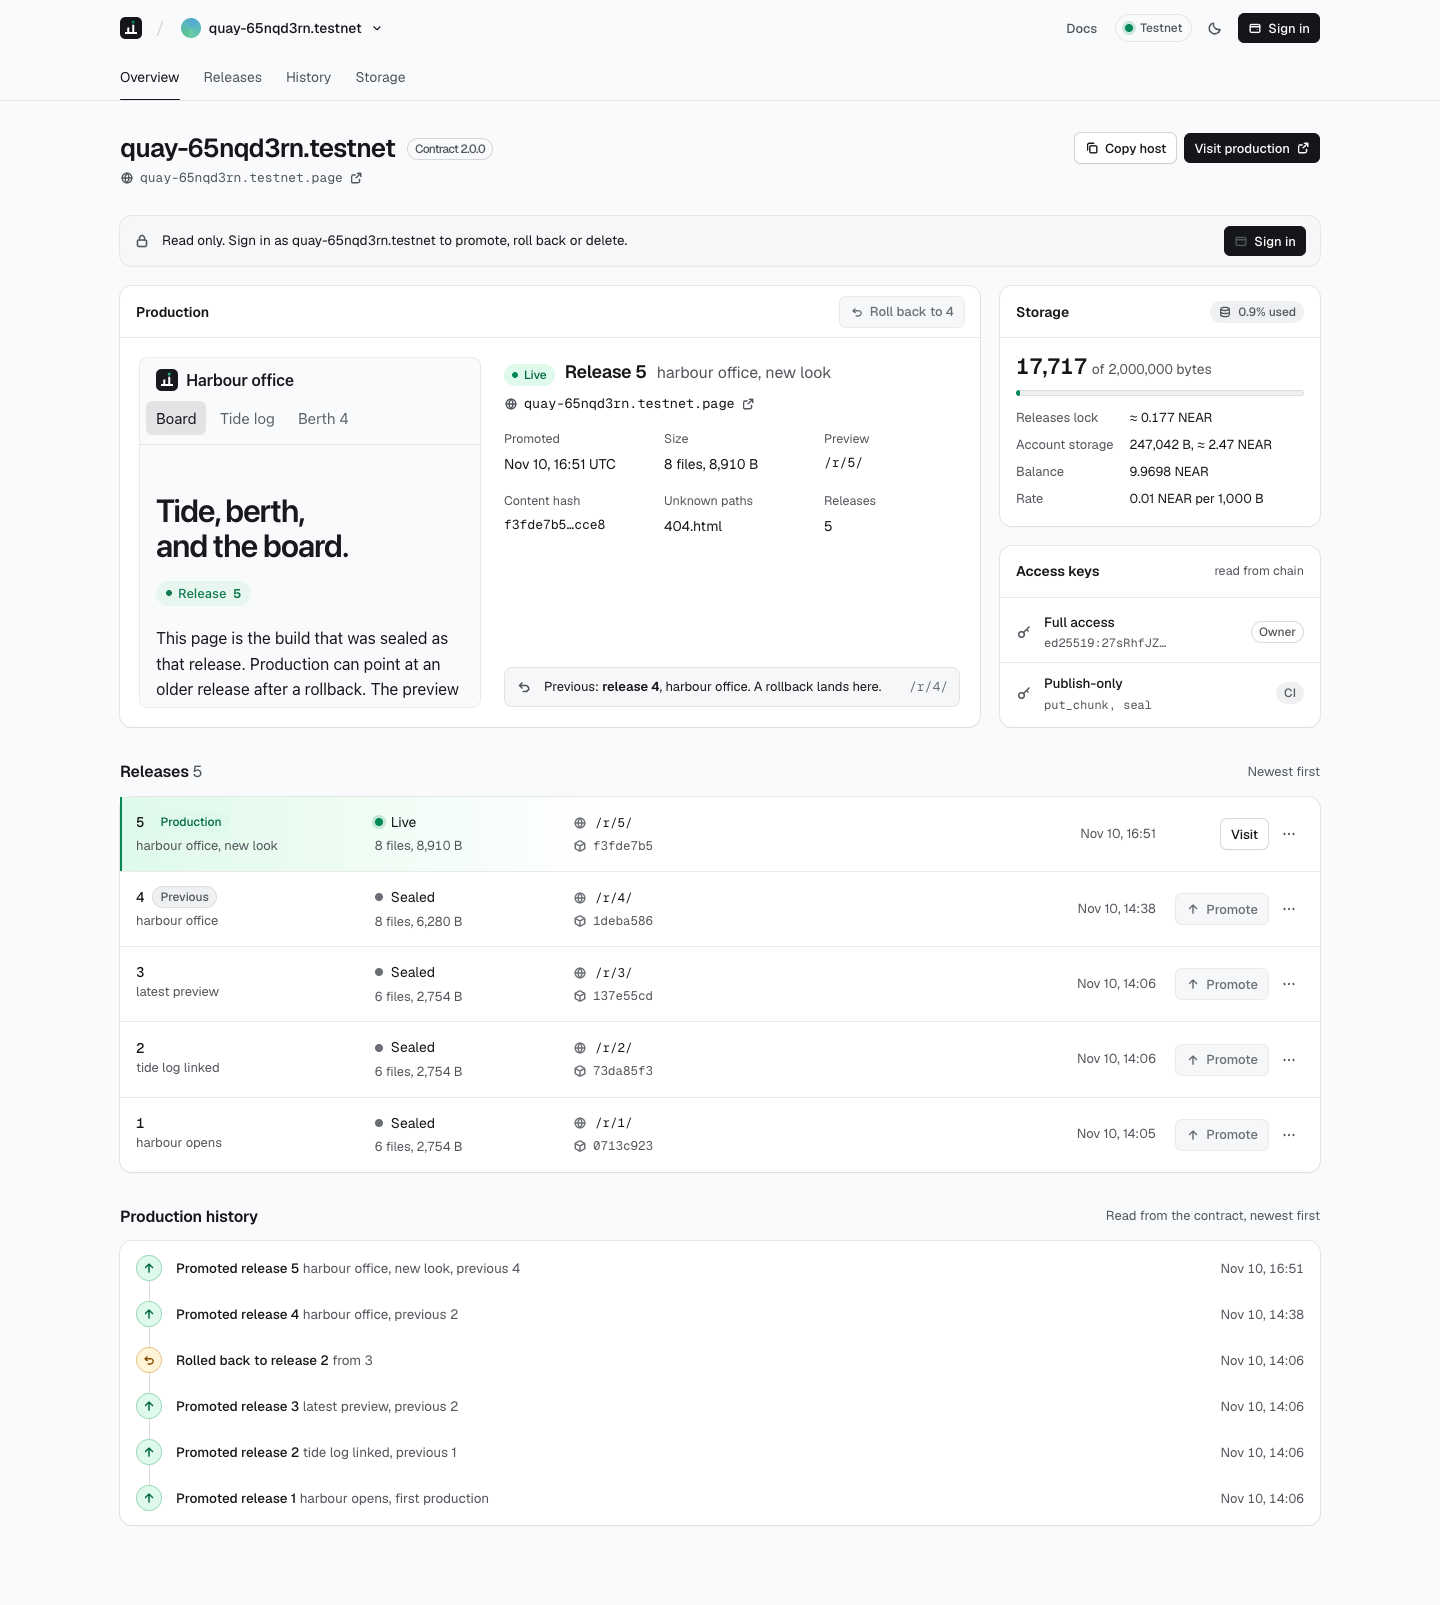 quay-65nqd3rn.testnet
Docs
Testnet
Sign in
Overview
Releases
History
Storage
quay-65nqd3rn.testnet
Contract 2.0.0
Copy host
Visit production
quay-65nqd3rn.testnet.page
Read only. Sign in as quay-65nqd3rn.testnet to promote, roll back or delete.
Sign in
Production
Roll back to 4
Harbour office
Board
Tide log
Berth 4
Tide, berth,
and the board.
Release 5
This page is the build that was sealed as
that release. Production can point at an
older release after a rollback. The preview
Live
Release 5
harbour office, new look
quay-65nqd3rn.testnet.page
Promoted
Size
Preview
Nov 10, 16:51 UTC
8 files, 8,910 B
/r/5/
Content hash
Unknown paths
Releases
f3fde7b5…cce8
404.html
5
Previous: release 4, harbour office. A rollback lands here.
/r/4/
Storage
0.9% used
17,717 of 2,000,000 bytes
Releases lock
≈ 0.177 NEAR
Account storage
247,042 B, ≈ 2.47 NEAR
Balance
9.9698 NEAR
Rate
0.01 NEAR per 1,000 B
Access keys
read from chain
Full access
ed25519:27sRhfJZ…
Owner
Publish-only
put_chunk, seal
CI
Releases 5
Newest first
5
Production
harbour office, new look
Live
8 files, 8,910 B
/r/5/
f3fde7b5
Nov 10, 16:51
Visit
4
Previous
harbour office
Sealed
8 files, 6,280 B
/r/4/
1deba586
Nov 10, 14:38
Promote
3
latest preview
Sealed
6 files, 2,754 B
/r/3/
137e55cd
Nov 10, 14:06
Promote
2
tide log linked
Sealed
6 files, 2,754 B
/r/2/
73da85f3
Nov 10, 14:06
Promote
1
harbour opens
Sealed
6 files, 2,754 B
/r/1/
0713c923
Nov 10, 14:05
Promote
Production history
Read from the contract, newest first
Promoted release 5 harbour office, new look, previous 4
Nov 10, 16:51
Promoted release 4 harbour office, previous 2
Nov 10, 14:38
Rolled back to release 2 from 3
Nov 10, 14:06
Promoted release 3 latest preview, previous 2
Nov 10, 14:06
Promoted release 2 tide log linked, previous 1
Nov 10, 14:06
Promoted release 1 harbour opens, first production
Nov 10, 14:06